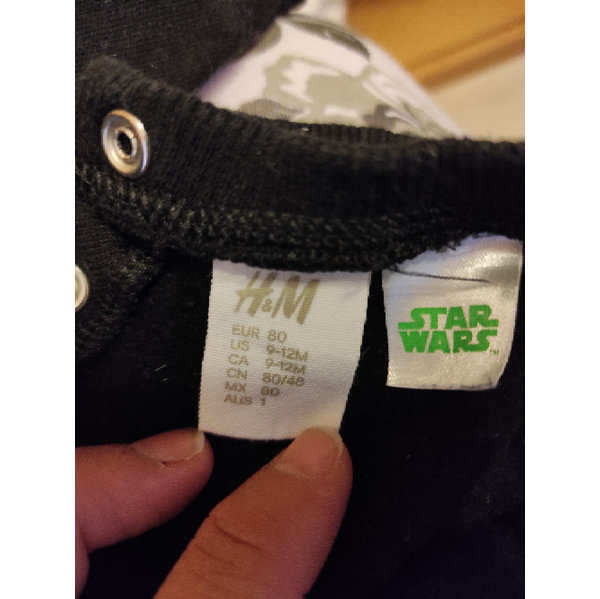 H&M
EUR 80
US 9-12M
CA 9-12M
CN 80/48
MX 80
AUS 1
STAR
WARS